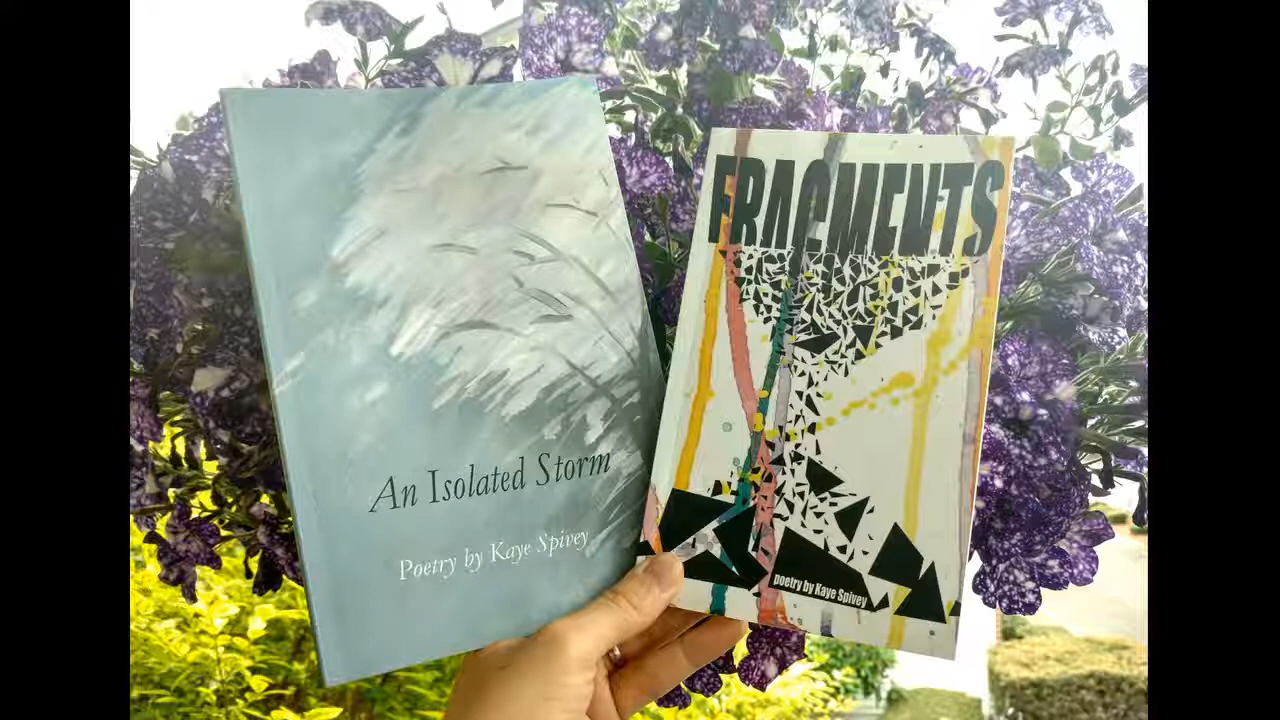 An Isolated Storm
Poetry by Kaye Spivey
FRAGMENTS
poetry by Kaye Spivey